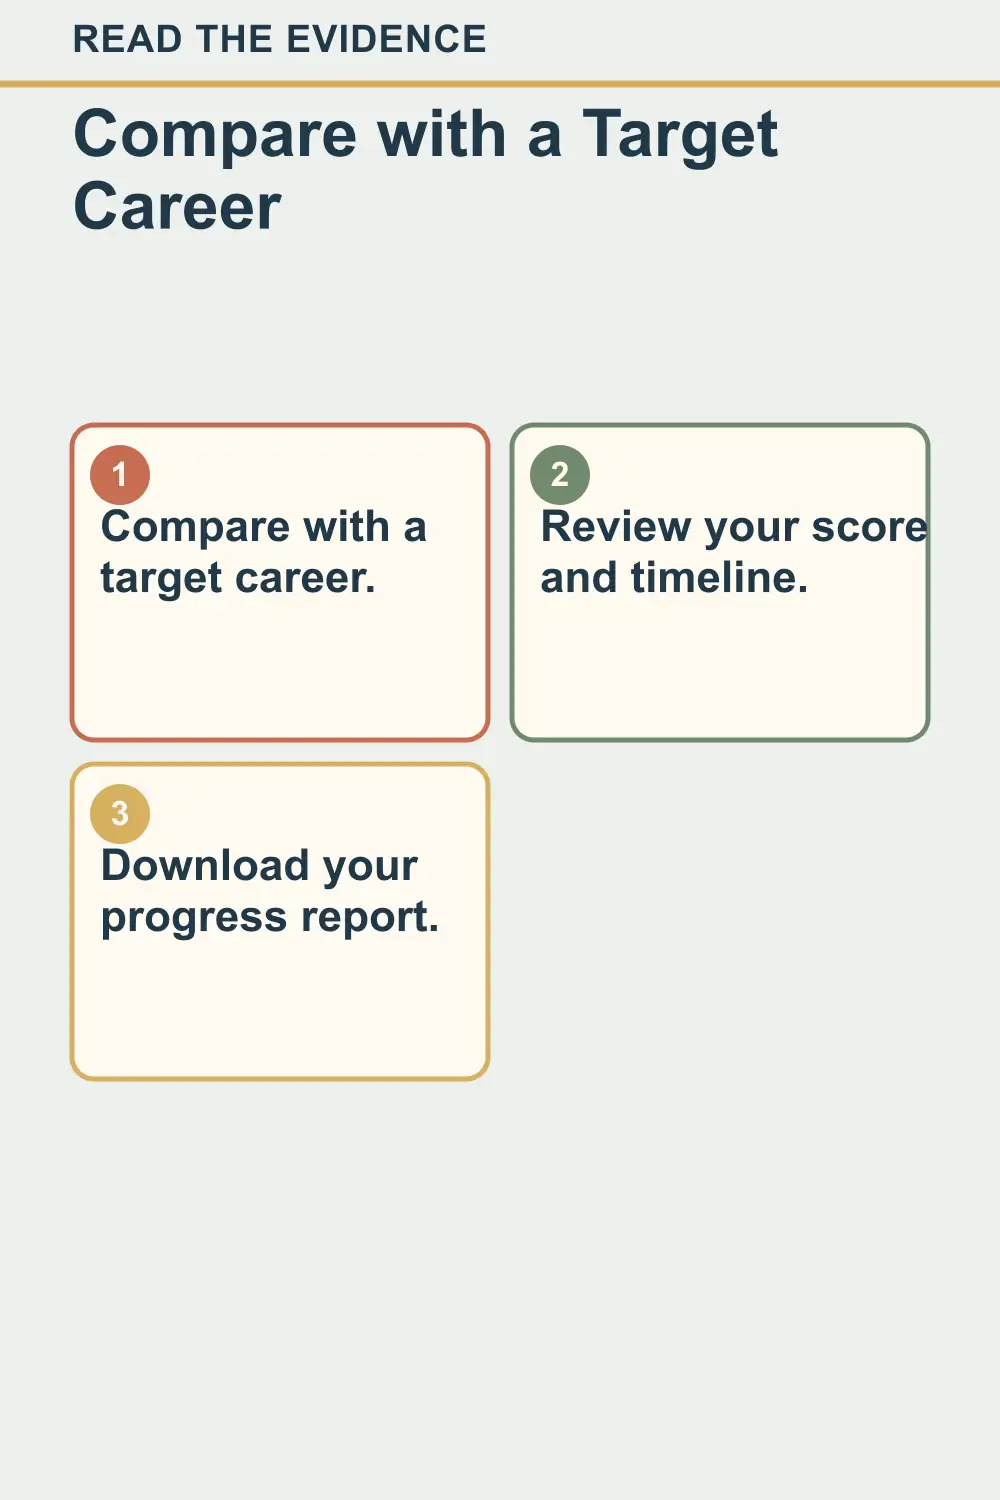 READ THE EVIDENCE
Compare with a Target
Career
1
Compare with a
target career.
2
Review your score
and timeline.
3
Download your
progress report.